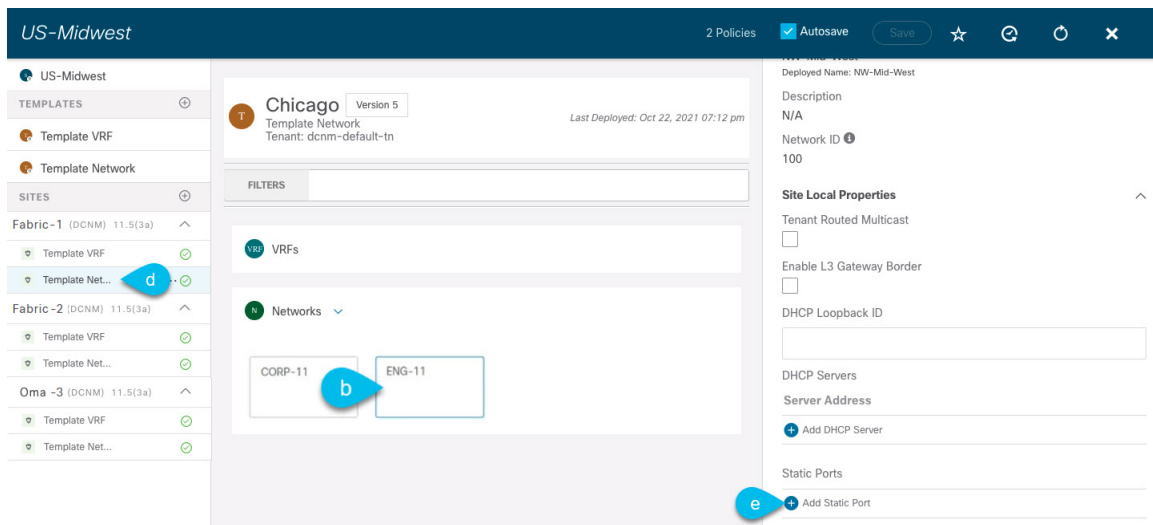 US-Midwest
2 Policies
Autosave
Save
US-Midwest
TEMPLATES
T
Template VRF
T
Template Network
SITES
Fabric-1 (DCNM) 11.5(3a)
Template VRF
Template Net...
d
Fabric-2 (DCNM) 11.5(3a)
Template VRF
Template Net...
Oma -3 (DCNM) 11.5(3a)
Template VRF
Template Net...
T
Chicago
Version 5
Template Network
Tenant: dcnm-default-tn
Last Deployed: Oct 22, 2021 07:12 pm
FILTERS
VRF
VRFs
N
Networks
CORP-11
b
ENG-11
NW-Mid-West
Deployed Name: NW-Mid-West
Description
N/A
Network ID
100
Site Local Properties
Tenant Routed Multicast
Enable L3 Gateway Border
DHCP Loopback ID
DHCP Servers
Server Address
Add DHCP Server
Static Ports
e
Add Static Port